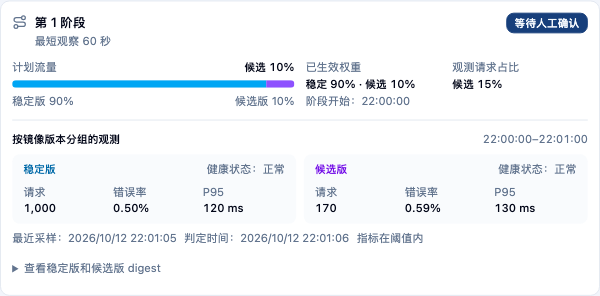 第 1 阶段
等待人工确认
最短观察 60 秒
计划流量 候选 10%
稳定版 90% 候选版 10%
已生效权重
稳定 90% · 候选 10%
阶段开始：22:00:00
观测请求占比
候选 15%
按镜像版本分组的观测 22:00:00–22:01:00
稳定版 健康状态：正常
请求 错误率 P95
1,000 0.50% 120 ms
候选版 健康状态：正常
请求 错误率 P95
170 0.59% 130 ms
最近采样：2026/10/12 22:01:05 判定时间：2026/10/12 22:01:06 指标在阈值内
▶ 查看稳定版和候选版 digest